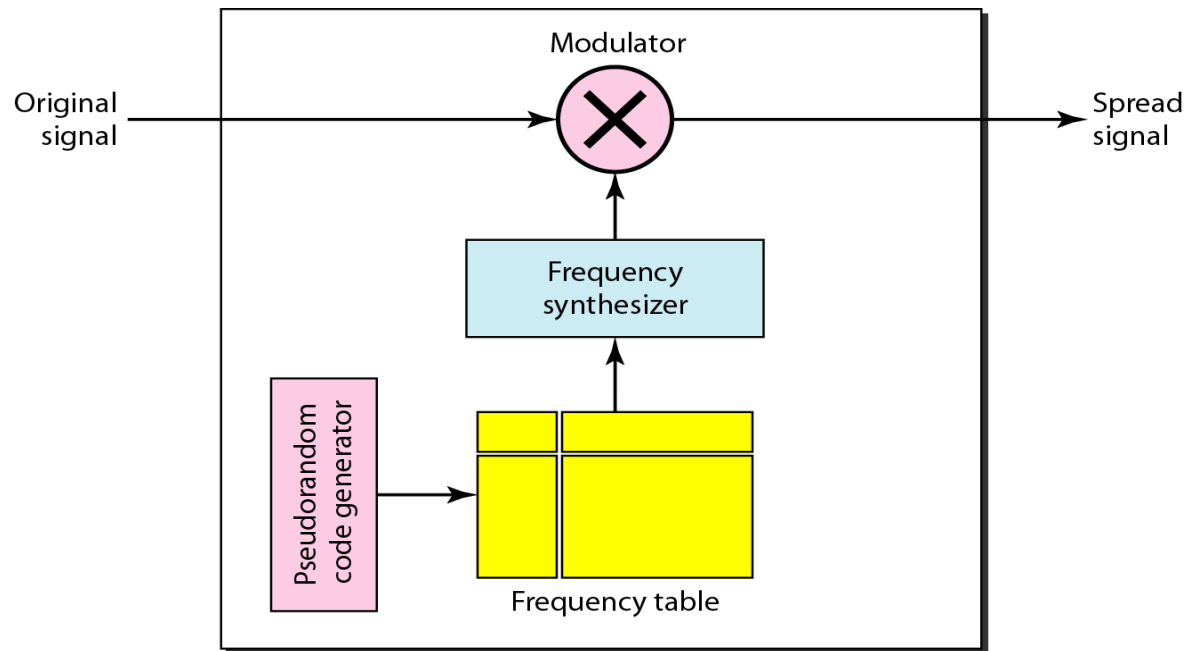 Modulator
Original
signal
Spread
signal
Frequency
synthesizer
Pseudorandom
code generator
Frequency table